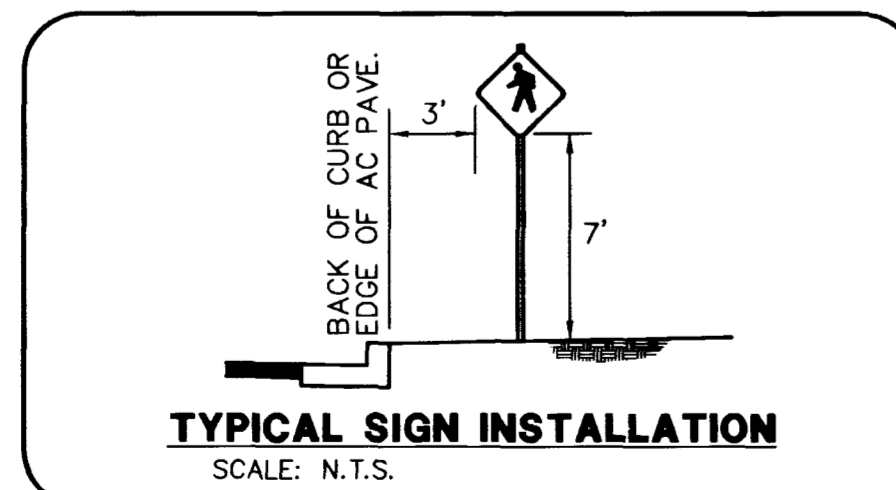 BACK OF CURB OR
EDGE OF AC PAVE.
3'
7'
TYPICAL SIGN INSTALLATION
SCALE: N.T.S.